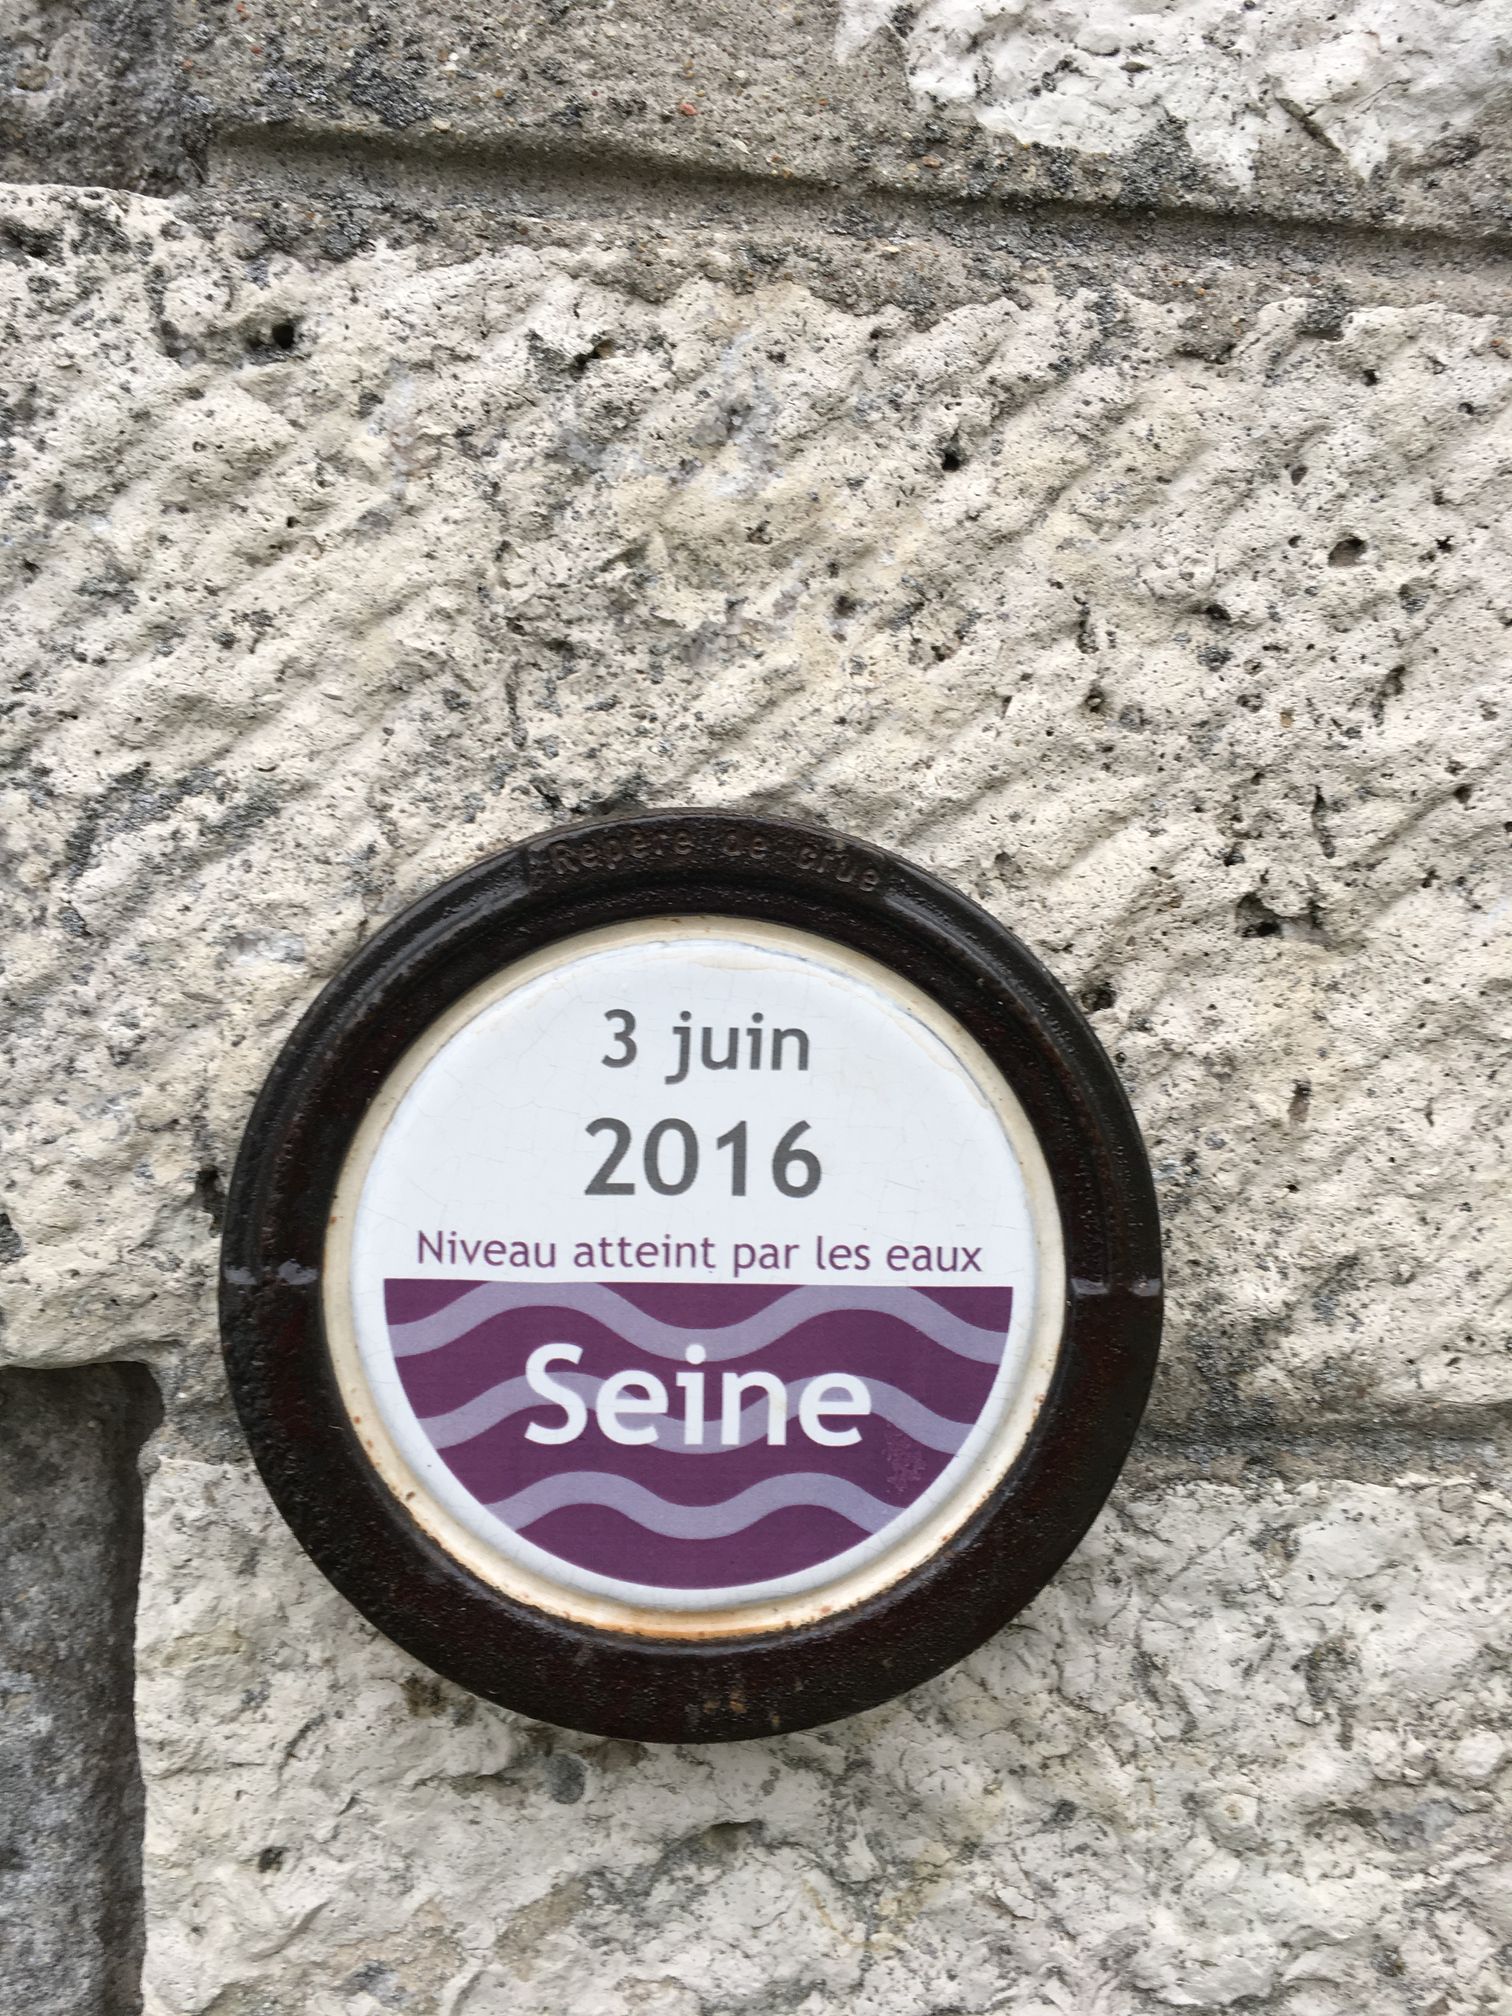 Repère de crue
3 juin
2016
Niveau atteint par les eaux
Seine